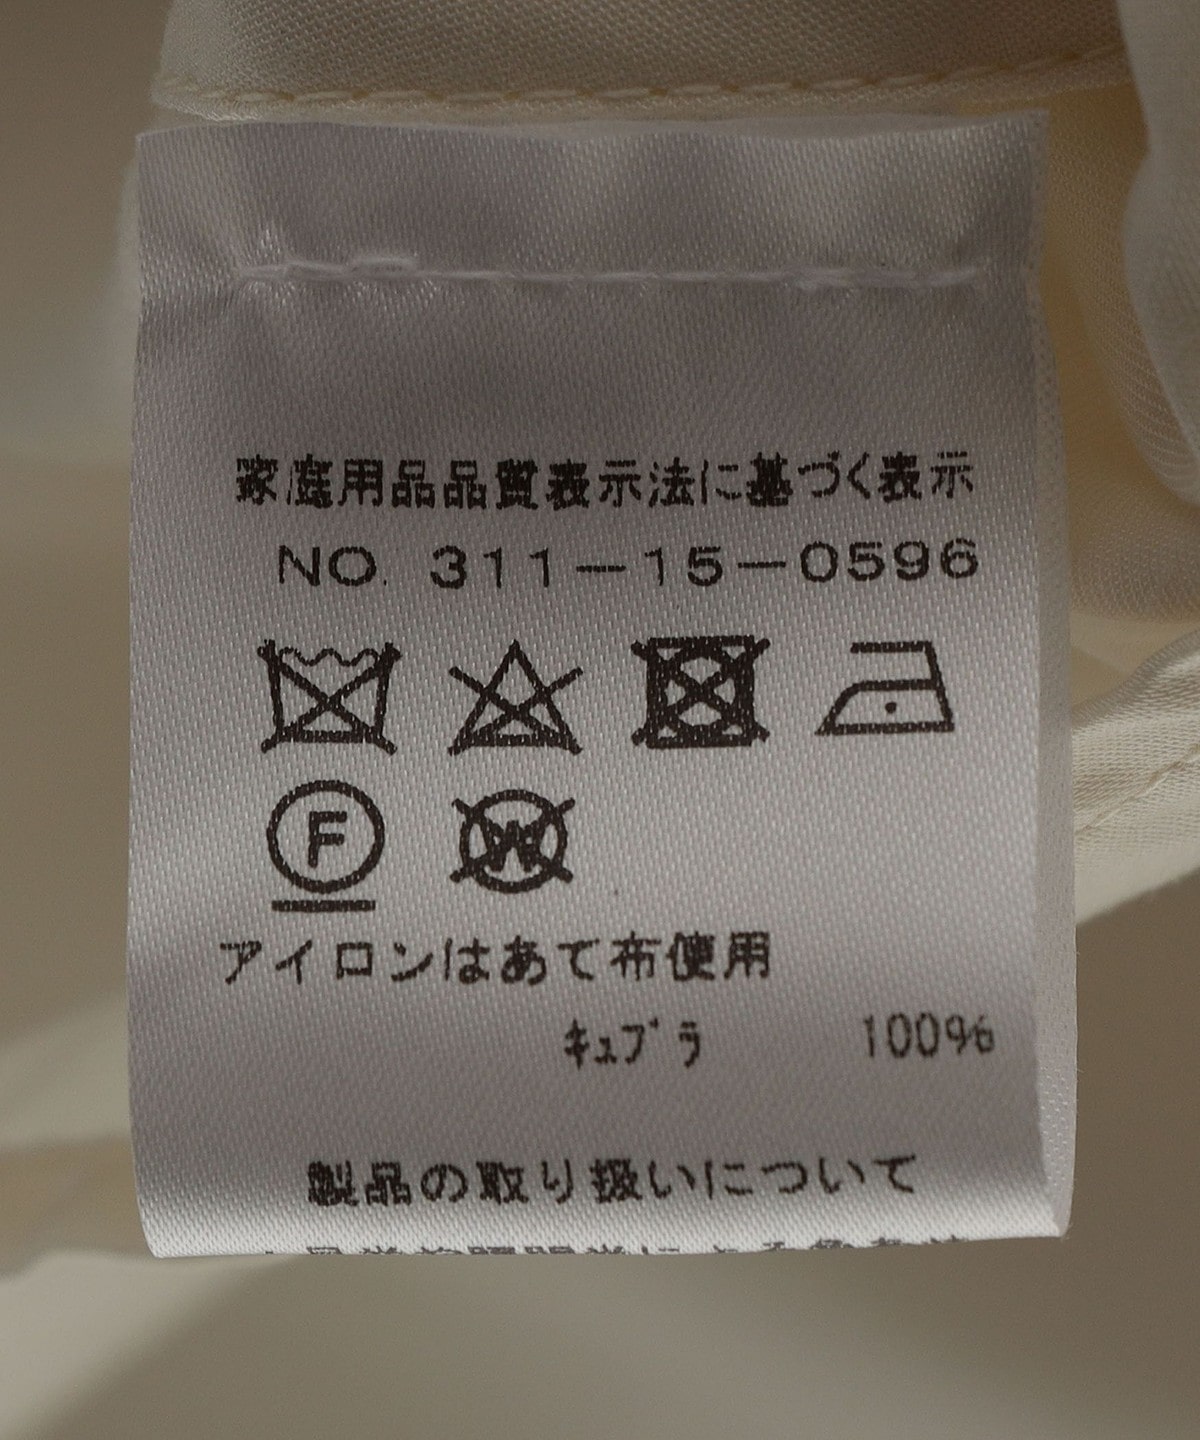 家庭用品品質表示法に基づく表示
NO. 311-15-0596
F
W
アイロンはあて布使用
ｷｭﾌﾟﾗ 100%
製品の取り扱いについて